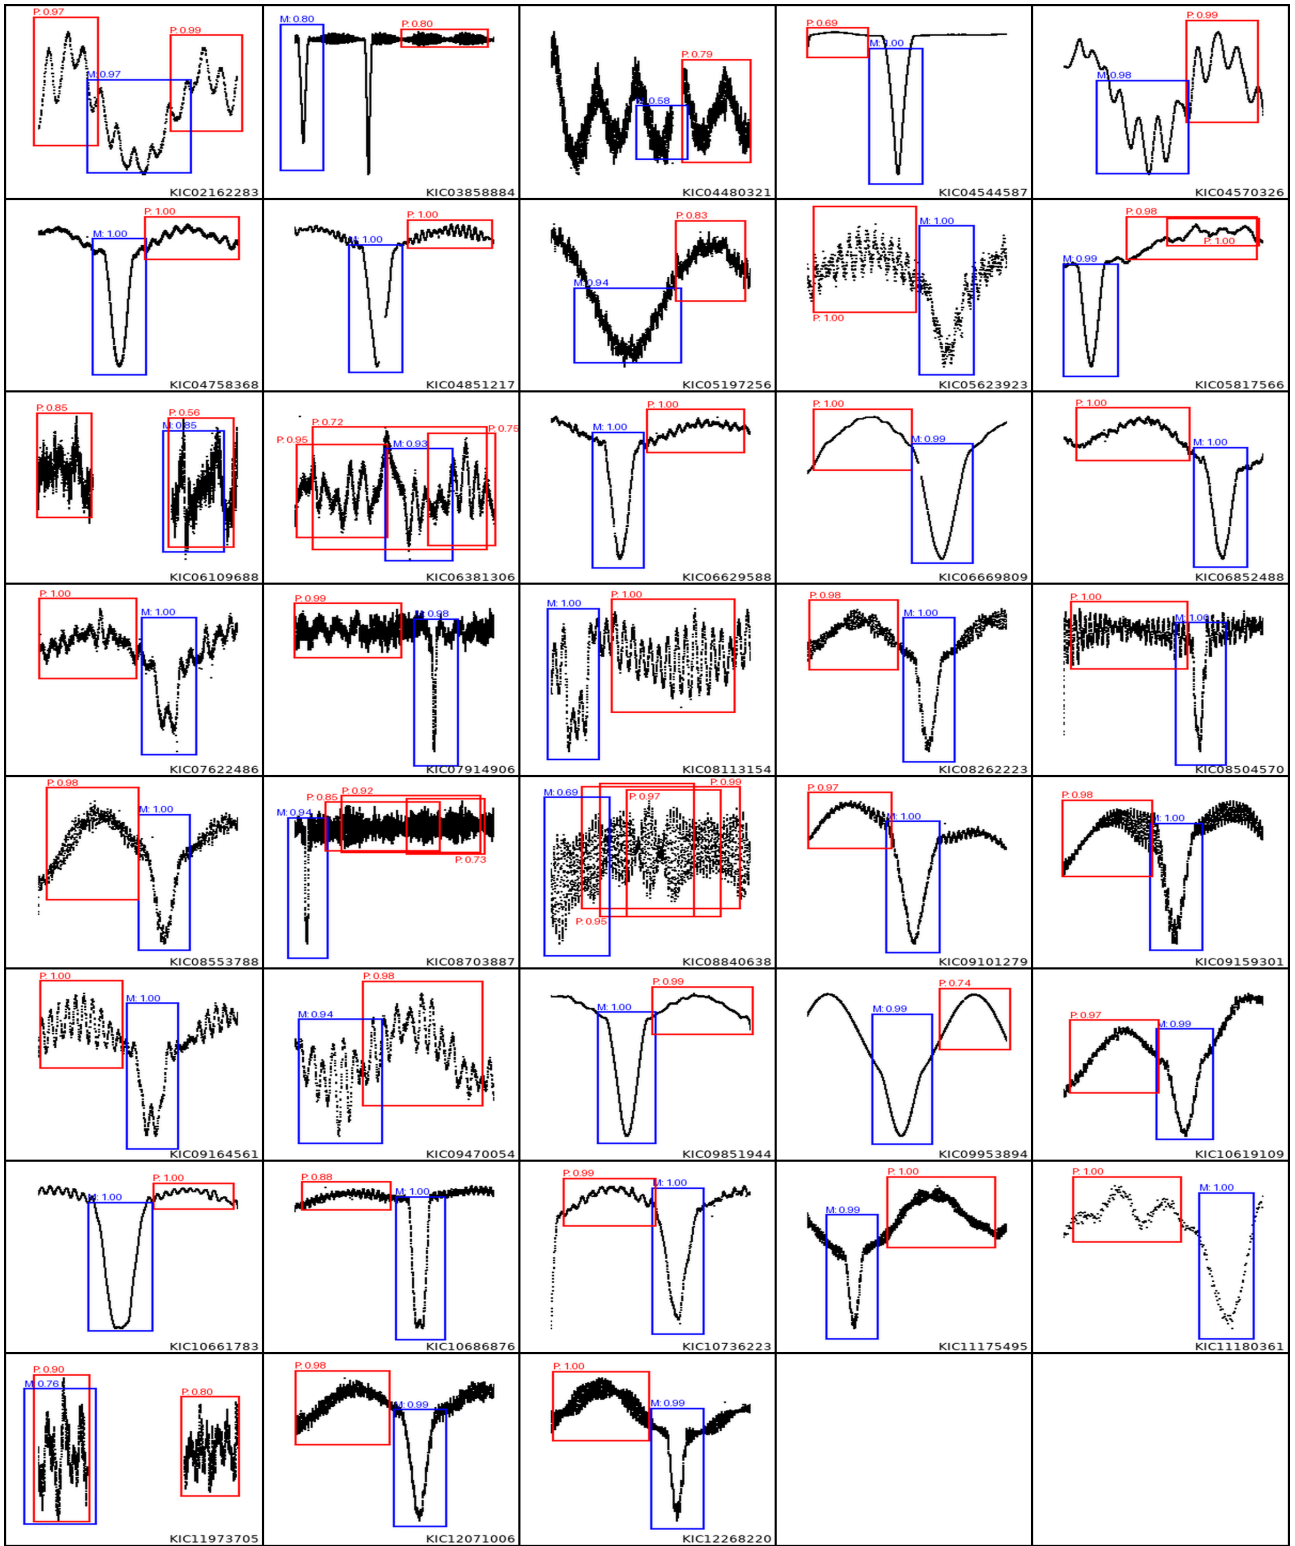 P: 0.97
P: 0.99
M: 0.97
KIC02162283
M: 0.80
P: 0.80
KIC03858884
P: 0.79
M: 0.58
KIC04480321
P: 0.69
M: 1.00
KIC04544587
P: 0.99
M: 0.98
KIC04570326
P: 1.00
M: 1.00
KIC04758368
P: 1.00
M: 1.00
KIC04851217
P: 0.83
M: 0.94
KIC05197256
M: 1.00
P: 1.00
KIC05623923
P: 0.98
P: 1.00
M: 0.99
KIC05817566
P: 0.85
P: 0.56
M: 0.85
KIC06109688
P: 0.72
P: 0.75
P: 0.95
M: 0.93
KIC06381306
P: 1.00
M: 1.00
KIC06629588
P: 1.00
M: 0.99
KIC06669809
P: 1.00
M: 1.00
KIC06852488
P: 1.00
M: 1.00
KIC07622486
P: 0.99
M: 0.98
KIC07914906
M: 1.00
P: 1.00
KIC08113154
P: 0.98
M: 1.00
KIC08262223
P: 1.00
M: 1.00
KIC08504570
P: 0.98
M: 1.00
KIC08553788
P: 0.92
P: 0.85
M: 0.94
P: 0.73
KIC08703887
P: 0.99
M: 0.69
P: 0.97
P: 0.95
KIC08840638
P: 0.97
M: 1.00
KIC09101279
P: 0.98
M: 1.00
KIC09159301
P: 1.00
M: 1.00
KIC09164561
P: 0.98
M: 0.94
KIC09470054
P: 0.99
M: 1.00
KIC09851944
P: 0.74
M: 0.99
KIC09953894
P: 0.97
M: 0.99
KIC10619109
P: 1.00
M: 1.00
KIC10661783
P: 0.88
M: 1.00
KIC10686876
P: 0.99
M: 1.00
KIC10736223
P: 1.00
M: 0.99
KIC11175495
P: 1.00
M: 1.00
KIC11180361
P: 0.90
M: 0.76
P: 0.80
KIC11973705
P: 0.98
M: 0.99
KIC12071006
P: 1.00
M: 0.99
KIC12268220